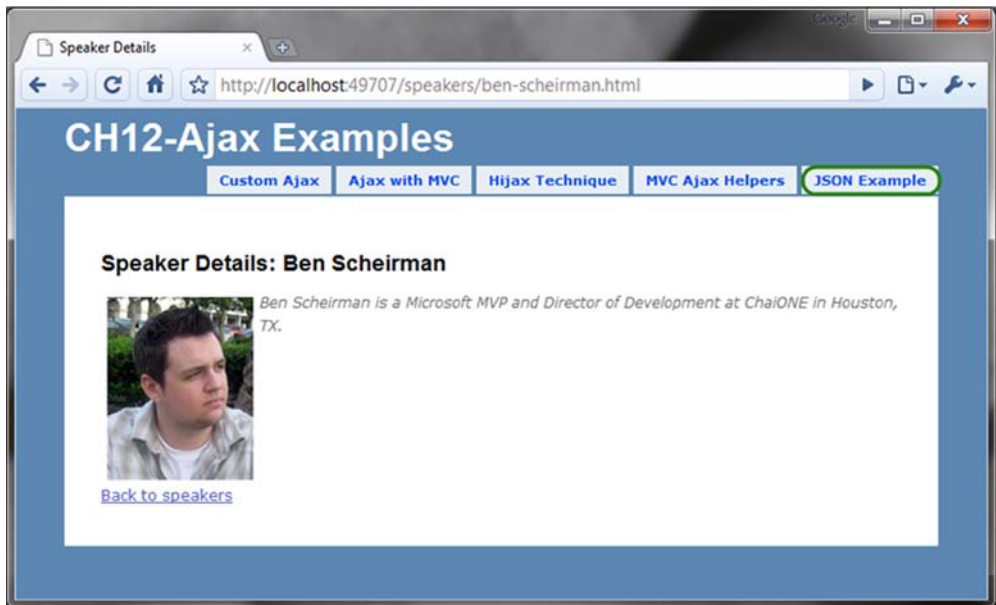 Google
Speaker Details
http://localhost:49707/speakers/ben-scheirman.html
CH12-Ajax Examples
Custom Ajax
Ajax with MVC
Hijax Technique
MVC Ajax Helpers
JSON Example
Speaker Details: Ben Scheirman
Ben Scheirman is a Microsoft MVP and Director of Development at ChaiONE in Houston,
TX.
Back to speakers